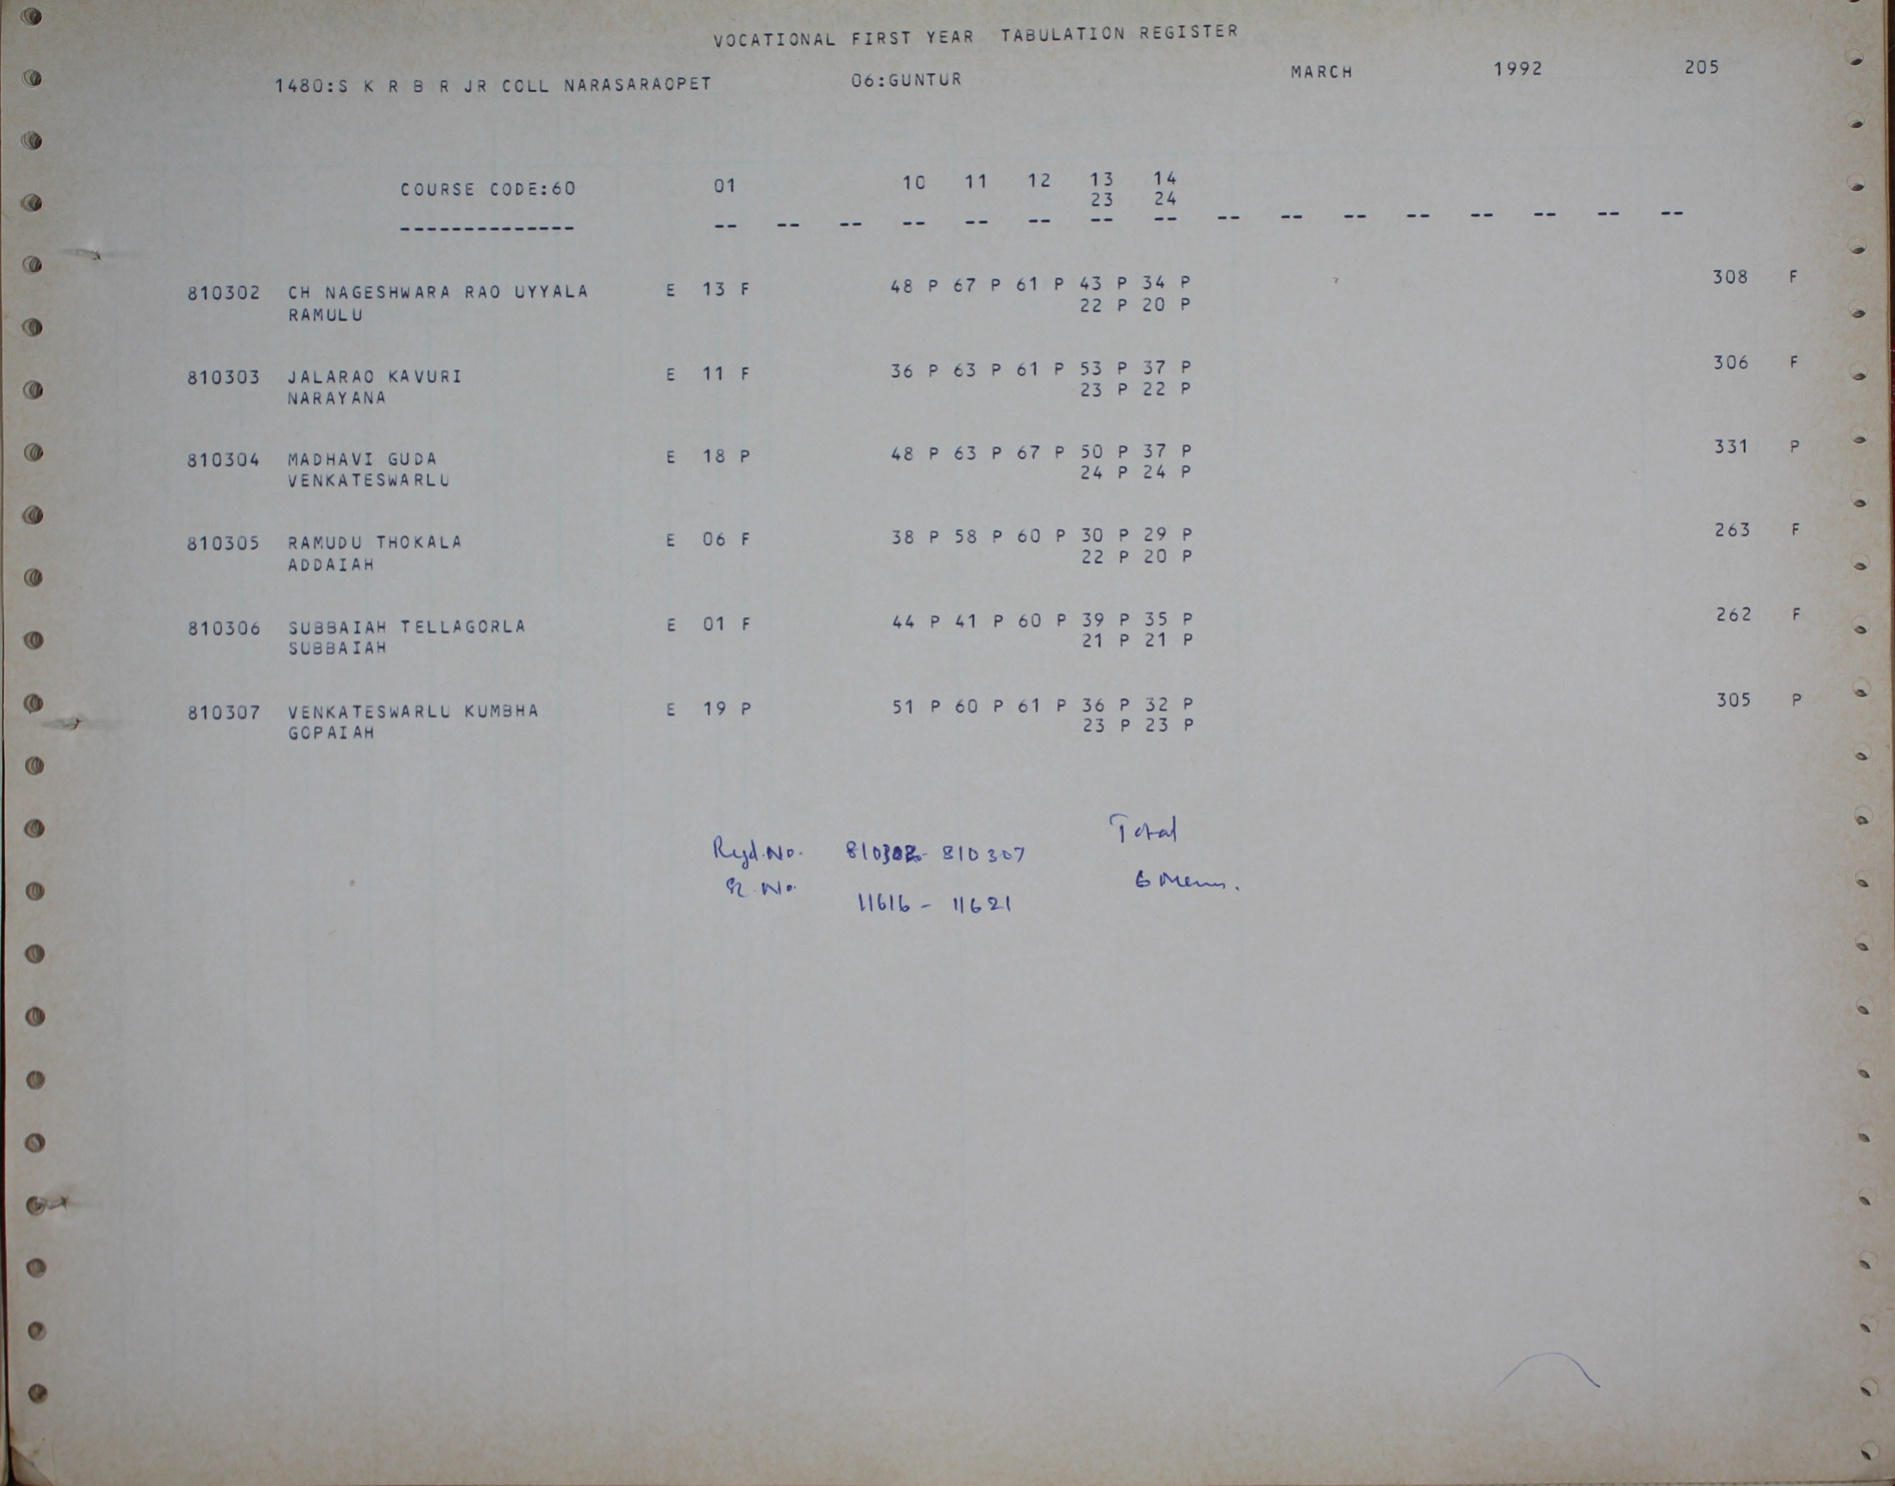 VOCATIONAL FIRST YEAR TABULATION REGISTER
1480:S K R B R JR COLL NARASARAOPET 06:GUNTUR MARCH 1992 205
COURSE CODE:60 01 10 11 12 13 14
23 24
-------------- -- -- -- -- -- -- -- -- -- -- -- -- -- -- -- --
810302 CH NAGESHWARA RAO UYYALA E 13 F 48 P 67 P 61 P 43 P 34 P 308 F
RAMULU 22 P 20 P
810303 JALARAO KAVURI E 11 F 36 P 63 P 61 P 53 P 37 P 306 F
NARAYANA 23 P 22 P
810304 MADHAVI GUDA E 18 P 48 P 63 P 67 P 50 P 37 P 331 P
VENKATESWARLU 24 P 24 P
810305 RAMUDU THOKALA E 06 F 38 P 58 P 60 P 30 P 29 P 263 F
ADDAIAH 22 P 20 P
810306 SUBBAIAH TELLAGORLA E 01 F 44 P 41 P 60 P 39 P 35 P 262 F
SUBBAIAH 21 P 21 P
810307 VENKATESWARLU KUMBHA E 19 P 51 P 60 P 61 P 36 P 32 P 305 P
GOPAIAH 23 P 23 P
Regd.No. 810302- 810307 Total
Sl. No. 11616 - 11621 6 Mem.